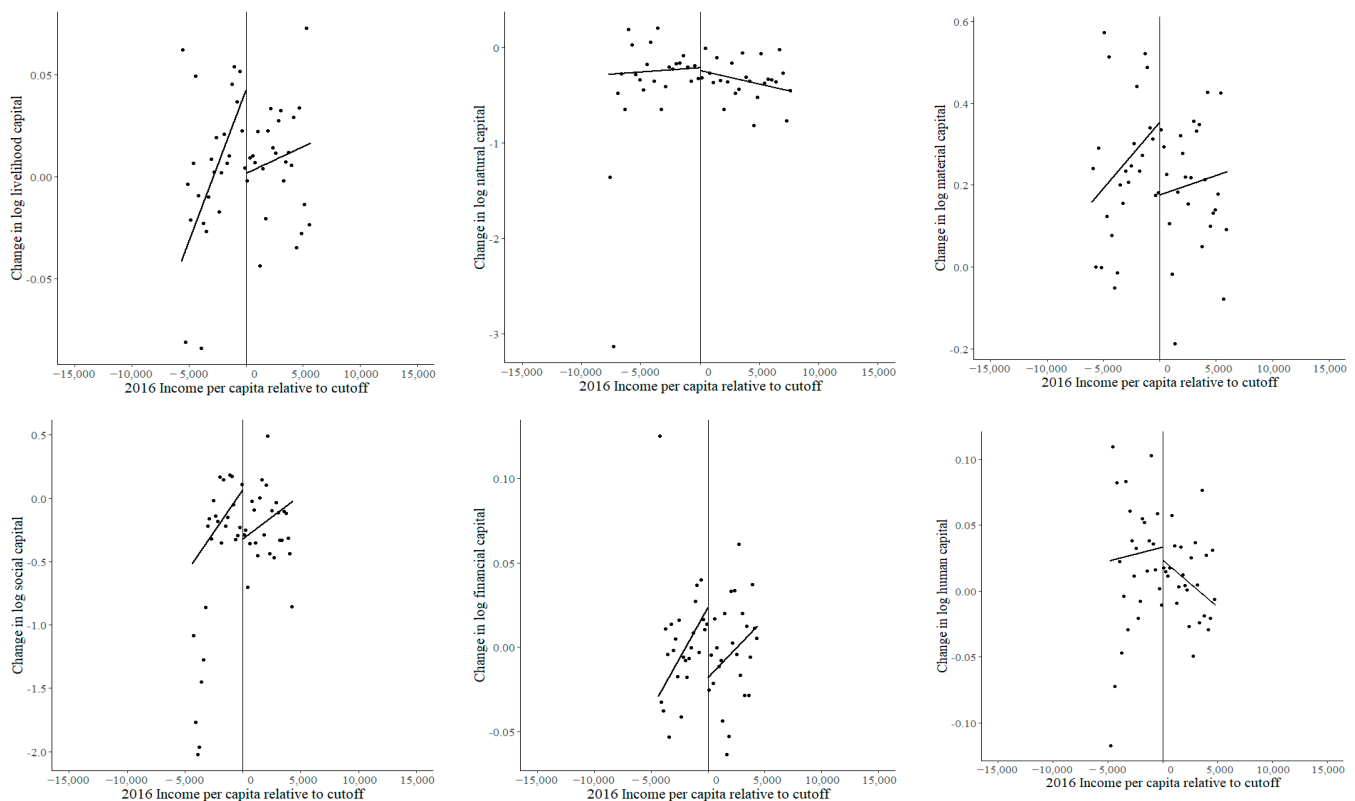 Change in log livelihood capital
0.05
0.00
-0.05
−15,000 −10,000 −5,000 0 5,000 10,000 15,000
2016 Income per capita relative to cutoff
Change in log natural capital
0
-1
-2
-3
−15,000 −10,000 −5,000 0 5,000 10,000 15,000
2016 Income per capita relative to cutoff
Change in log material capital
0.6
0.4
0.2
0.0
-0.2
−15,000 −10,000 −5,000 0 5,000 10,000 15,000
2016 Income per capita relative to cutoff
Change in log social capital
0.5
0.0
-0.5
-1.0
-1.5
-2.0
−15,000 −10,000 −5,000 0 5,000 10,000 15,000
2016 Income per capita relative to cutoff
Change in log financial capital
0.10
0.05
0.00
-0.05
−15,000 −10,000 −5,000 0 5,000 10,000 15,000
2016 Income per capita relative to cutoff
Change in log human capital
0.10
0.05
0.00
-0.05
-0.10
−15,000 −10,000 −5,000 0 5,000 10,000 15,000
2016 Income per capita relative to cutoff